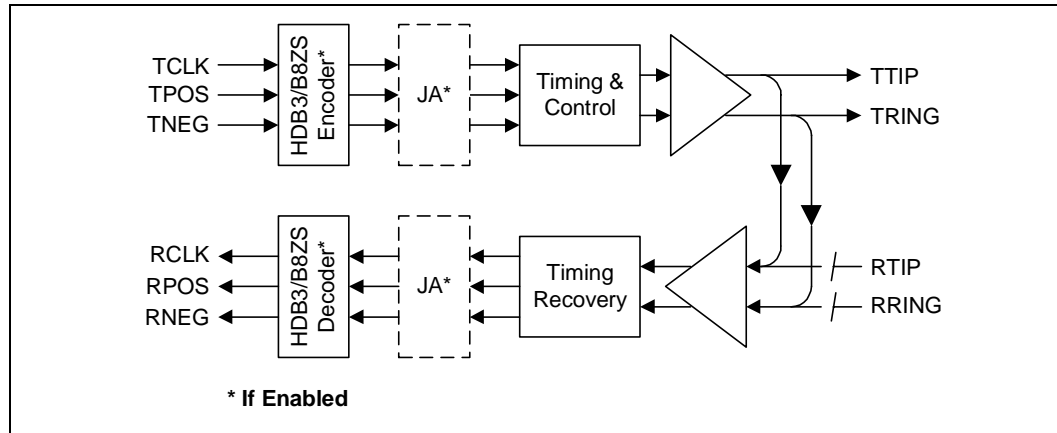 TCLK
TPOS
TNEG
HDB3/B8ZS
Encoder*
JA*
Timing &
Control
TTIP
TRING
RCLK
RPOS
RNEG
HDB3/B8ZS
Decoder*
JA*
Timing
Recovery
RTIP
RRING
* If Enabled